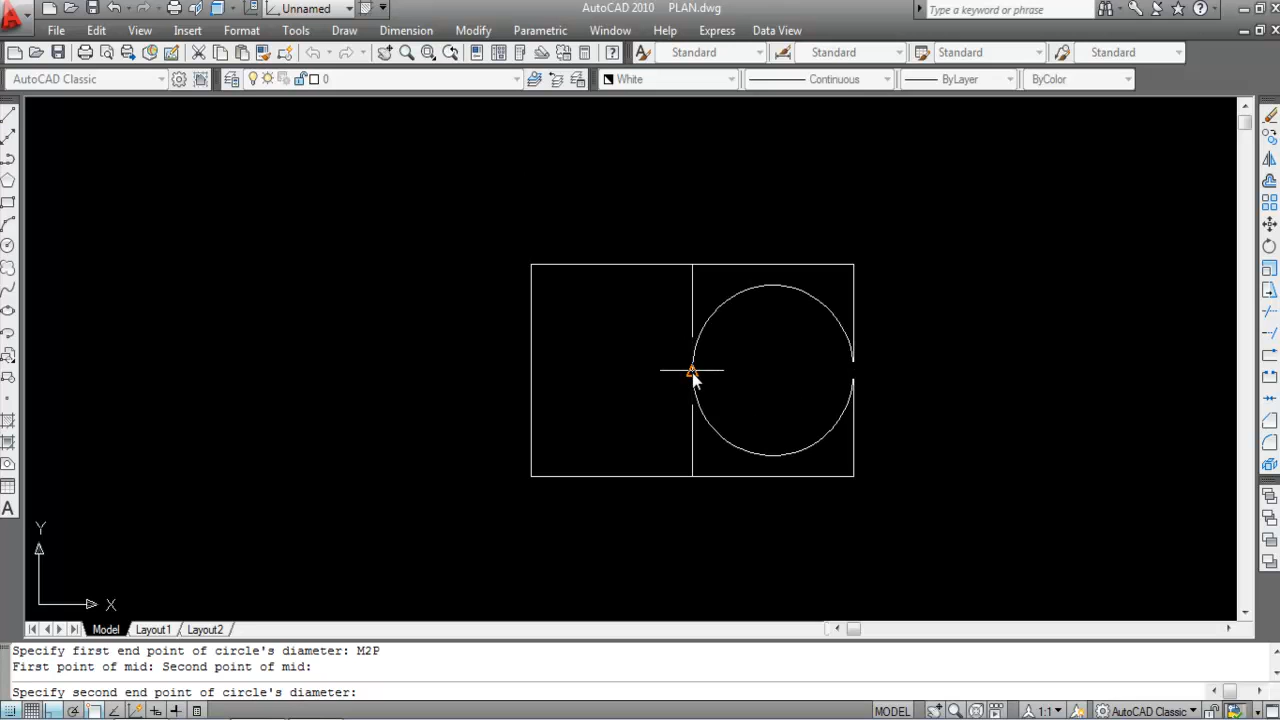 Unnamed
AutoCAD 2010 PLAN.dwg
Type a keyword or phrase
File Edit View Insert Format Tools Draw Dimension Modify Parametric Window Help Express Data View
Standard Standard Standard Standard
AutoCAD Classic 0 White Continuous ByLayer ByColor
Y
X
Model Layout1 Layout2
Specify first end point of circle's diameter: M2P
First point of mid: Second point of mid:
Specify second end point of circle's diameter:
MODEL 1:1 AutoCAD Classic